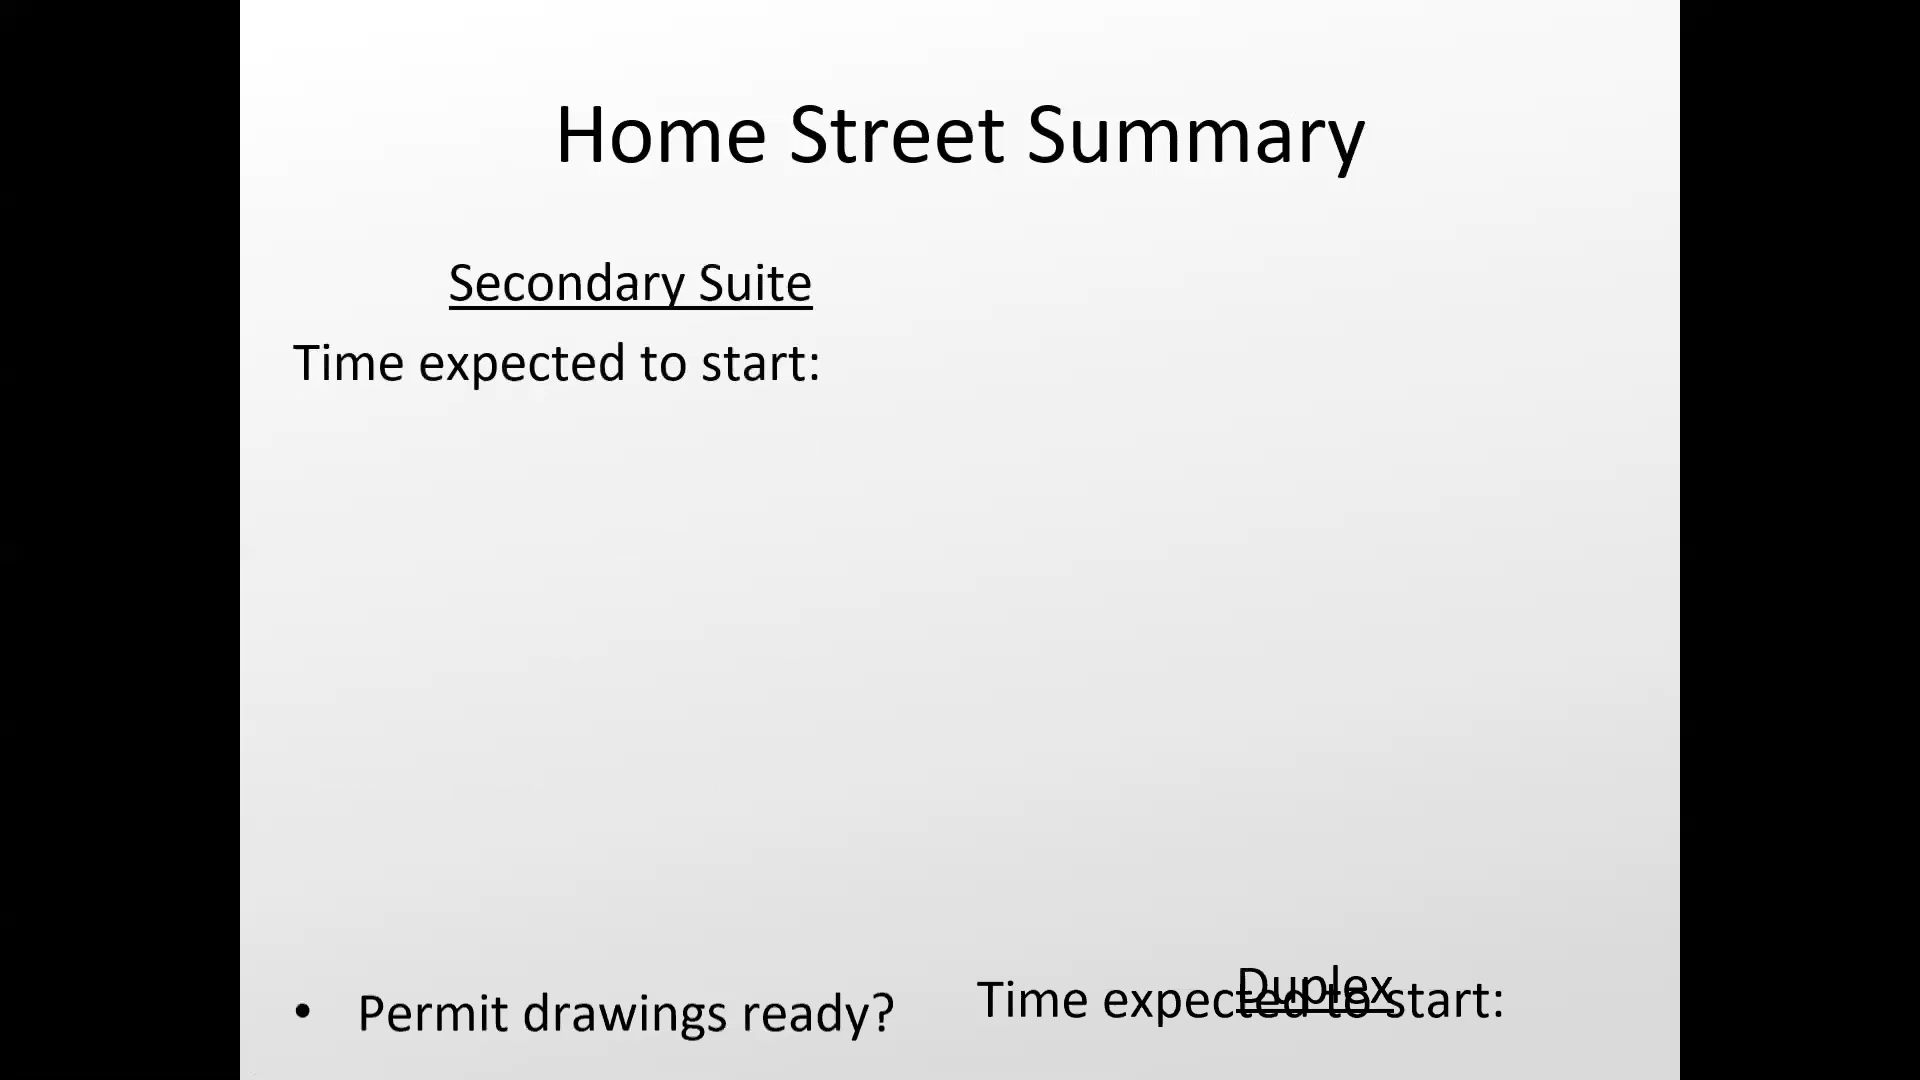 Home Street Summary
Secondary Suite
Time expected to start:
• Permit drawings ready?
Duplex
Time expected to start: